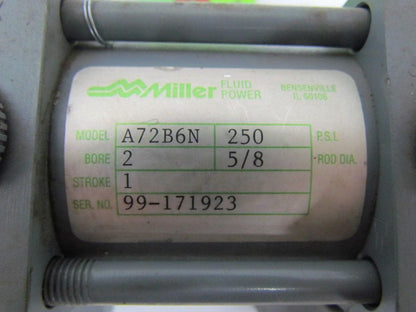 Miller FLUID POWER
BENSENVILLE
IL 60106
MODEL A72B6N 250 P.S.I.
BORE 2 5/8 ROD DIA.
STROKE 1
SER. NO. 99-171923